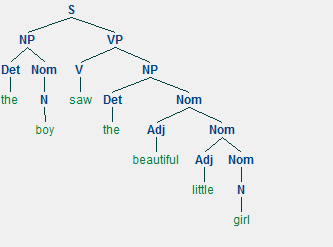 S
NP VP
Det Nom V NP
the N saw Det Nom
boy the Adj Nom
beautiful Adj Nom
little N
girl